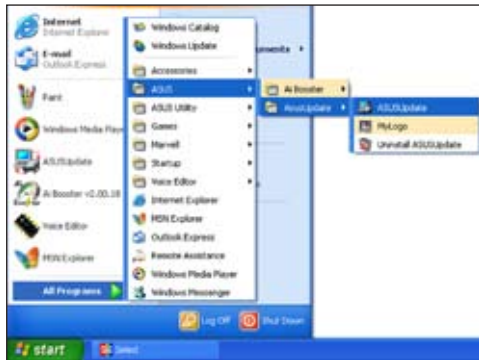 Internet
Internet Explorer
E-mail
Outlook Express
Paint
Windows Media Play
ASUSUpdate
Ai Booster v2.00.18
Voice Editor
MSN Explorer
All Programs
Windows Catalog
Windows Update
Accessories
ASUS
ASUS Utility
Games
Marvell
Startup
Voice Editor
Internet Explorer
MSN Explorer
Outlook Express
Remote Assistance
Windows Media Player
Windows Messenger
ocuments
Ai Booster
AsusUpdate
ASUSUpdate
MyLogo
Uninstall ASUSUpdate
Log Off
Shut Down
start